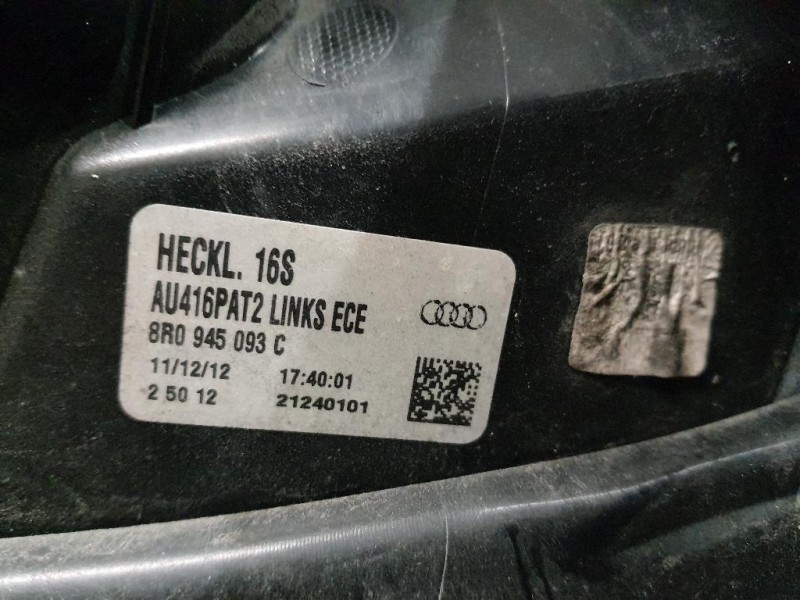 HECKL. 16S
AU416PAT2 LINKS ECE
8R0 945 093 C
11/12/12 17:40:01
2 50 12 21240101